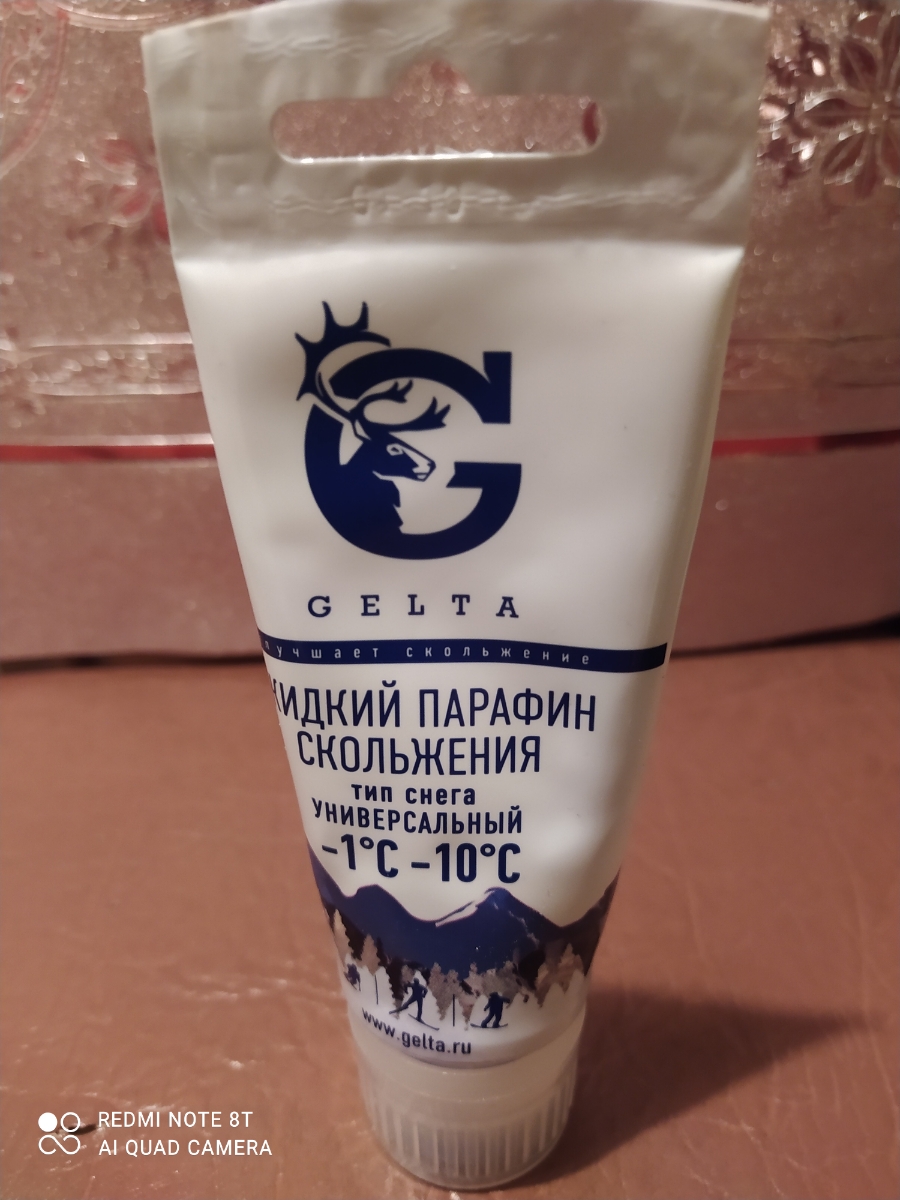 GELTA
лучшает скольжение
ЖИДКИЙ ПАРАФИН
СКОЛЬЖЕНИЯ
тип снега
УНИВЕРСАЛЬНЫЙ
-1°C -10°C
www.gelta.ru
REDMI NOTE 8T
AI QUAD CAMERA